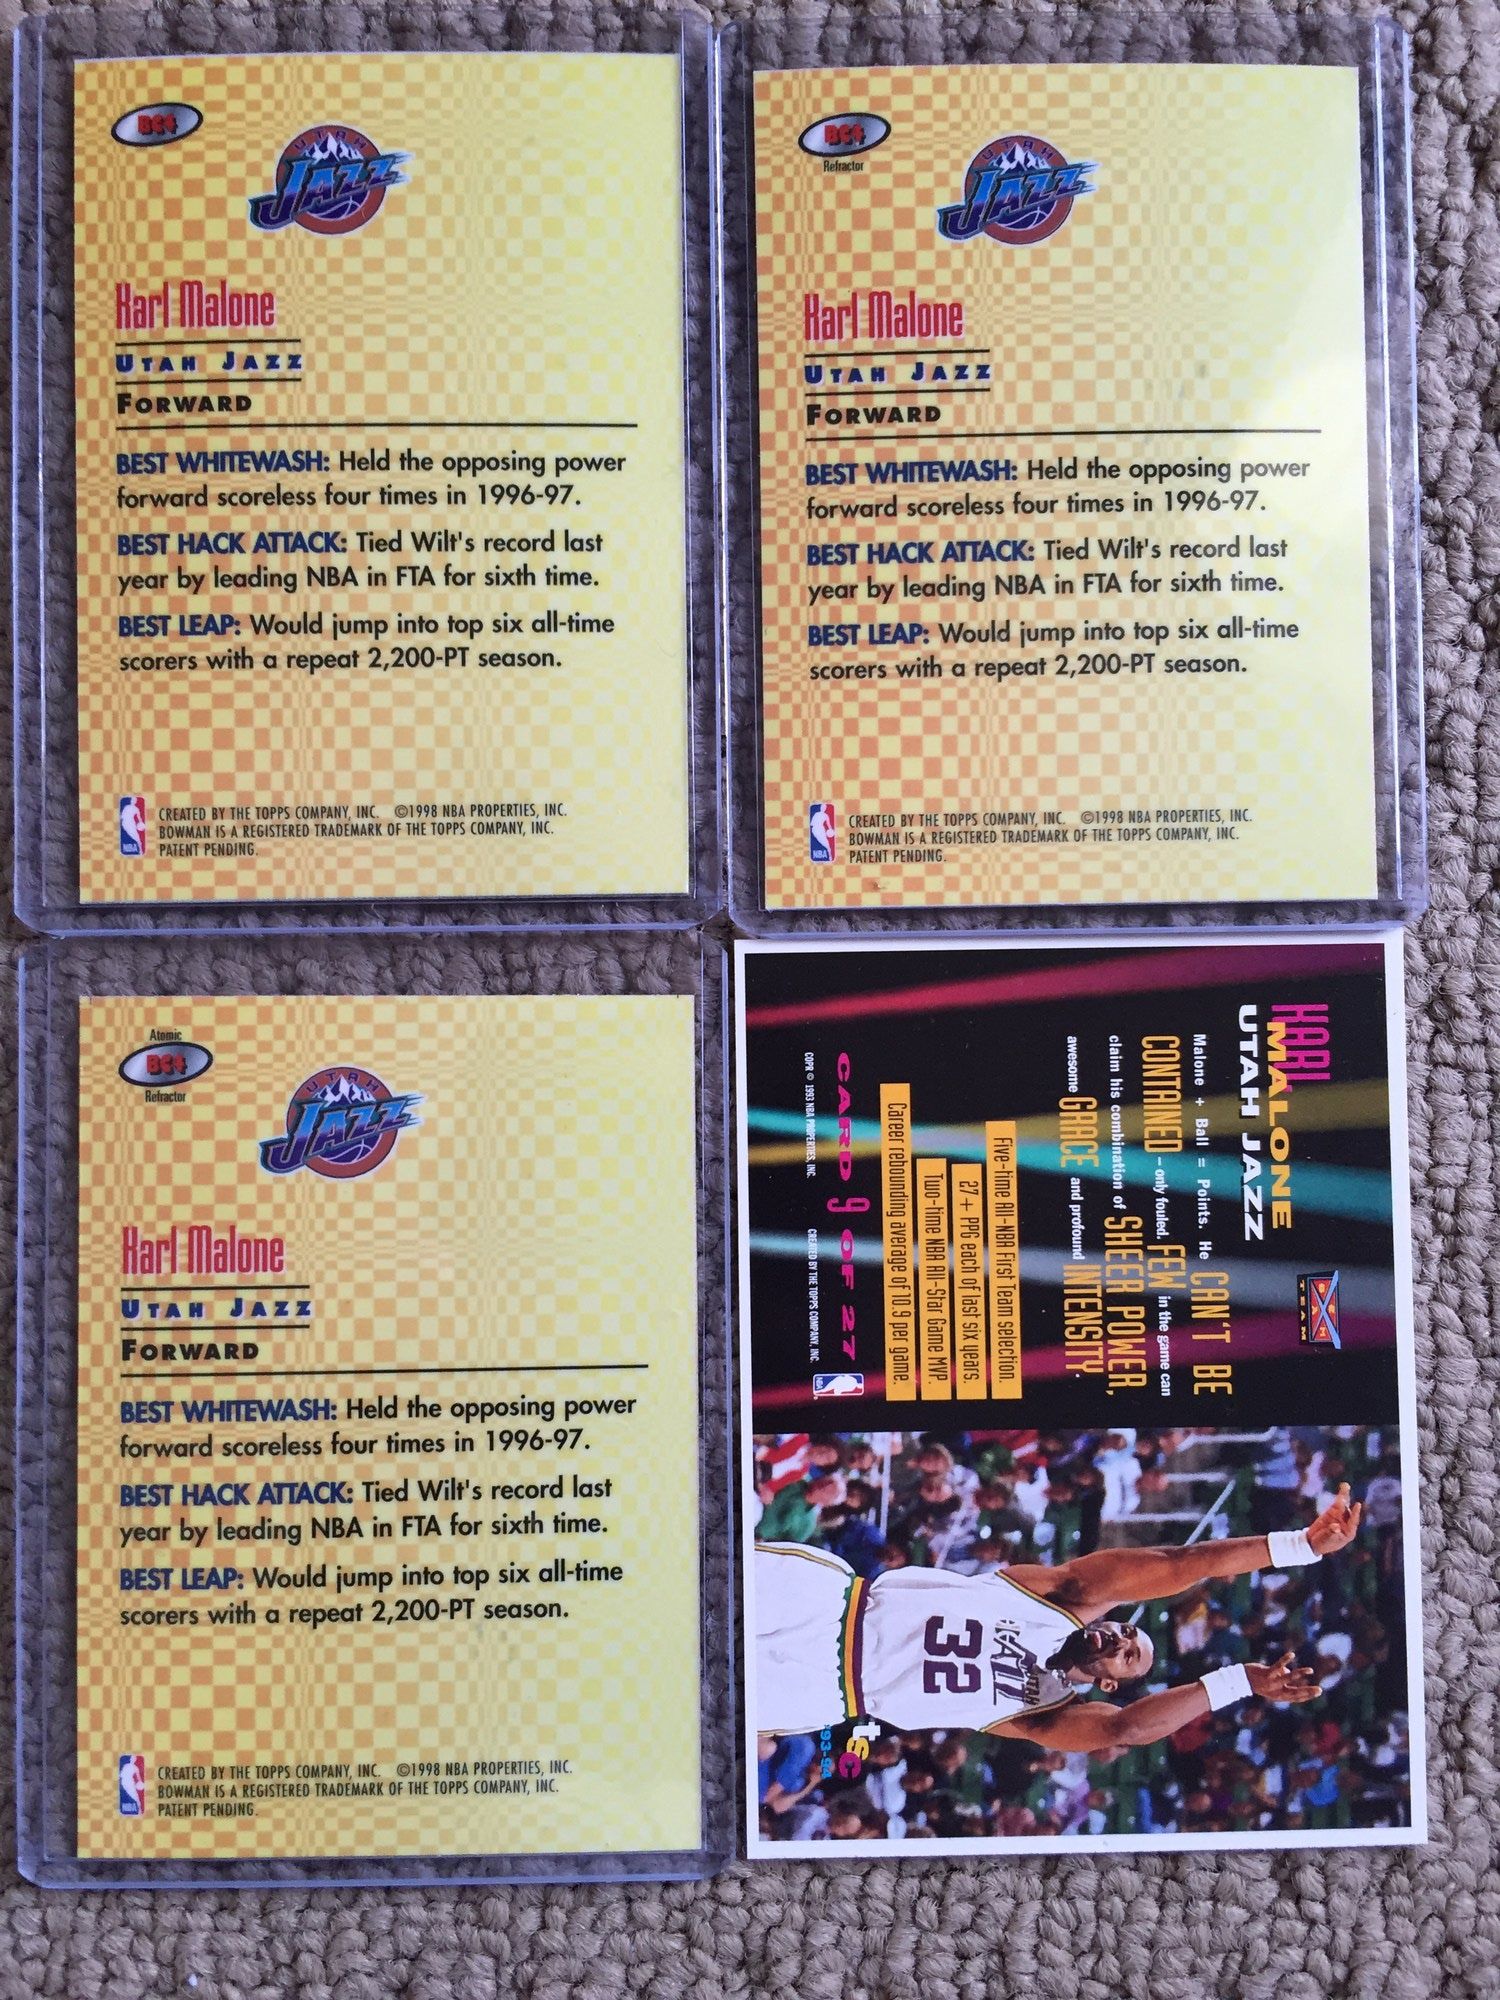 BC4
UTAH
JAZZ
Karl Malone
UTAH JAZZ
FORWARD
BEST WHITEWASH: Held the opposing power
forward scoreless four times in 1996-97.
BEST HACK ATTACK: Tied Wilt's record last
year by leading NBA in FTA for sixth time.
BEST LEAP: Would jump into top six all-time
scorers with a repeat 2,200-PT season.
NBA
CREATED BY THE TOPPS COMPANY, INC. ©1998 NBA PROPERTIES, INC.
BOWMAN IS A REGISTERED TRADEMARK OF THE TOPPS COMPANY, INC.
PATENT PENDING.
BC4
Refractor
UTAH
JAZZ
Karl Malone
UTAH JAZZ
FORWARD
BEST WHITEWASH: Held the opposing power
forward scoreless four times in 1996-97.
BEST HACK ATTACK: Tied Wilt's record last
year by leading NBA in FTA for sixth time.
BEST LEAP: Would jump into top six all-time
scorers with a repeat 2,200-PT season.
NBA
CREATED BY THE TOPPS COMPANY, INC. ©1998 NBA PROPERTIES, INC.
BOWMAN IS A REGISTERED TRADEMARK OF THE TOPPS COMPANY, INC.
PATENT PENDING.
Atomic
BC4
Refractor
UTAH
JAZZ
Karl Malone
UTAH JAZZ
FORWARD
BEST WHITEWASH: Held the opposing power
forward scoreless four times in 1996-97.
BEST HACK ATTACK: Tied Wilt's record last
year by leading NBA in FTA for sixth time.
BEST LEAP: Would jump into top six all-time
scorers with a repeat 2,200-PT season.
NBA
CREATED BY THE TOPPS COMPANY, INC. ©1998 NBA PROPERTIES, INC.
BOWMAN IS A REGISTERED TRADEMARK OF THE TOPPS COMPANY, INC.
PATENT PENDING.
KARL
MALONE
UTAH JAZZ
TEAM
Malone + Ball = Points. He CAN'T BE
CONTAINED – only fouled. FEW in the game can
claim his combination of SHEER POWER,
awesome GRACE and profound INTENSITY.
Five-time All-NBA First Team selection.
27 + PPG each of last six years.
Two-time NBA All-Star Game MVP.
Career rebounding average of 10.9 per game.
CARD 9 OF 27
COPR © 1993 NBA PROPERTIES, INC. CREATED BY THE TOPPS COMPANY, INC.
32
tsc
'93-94